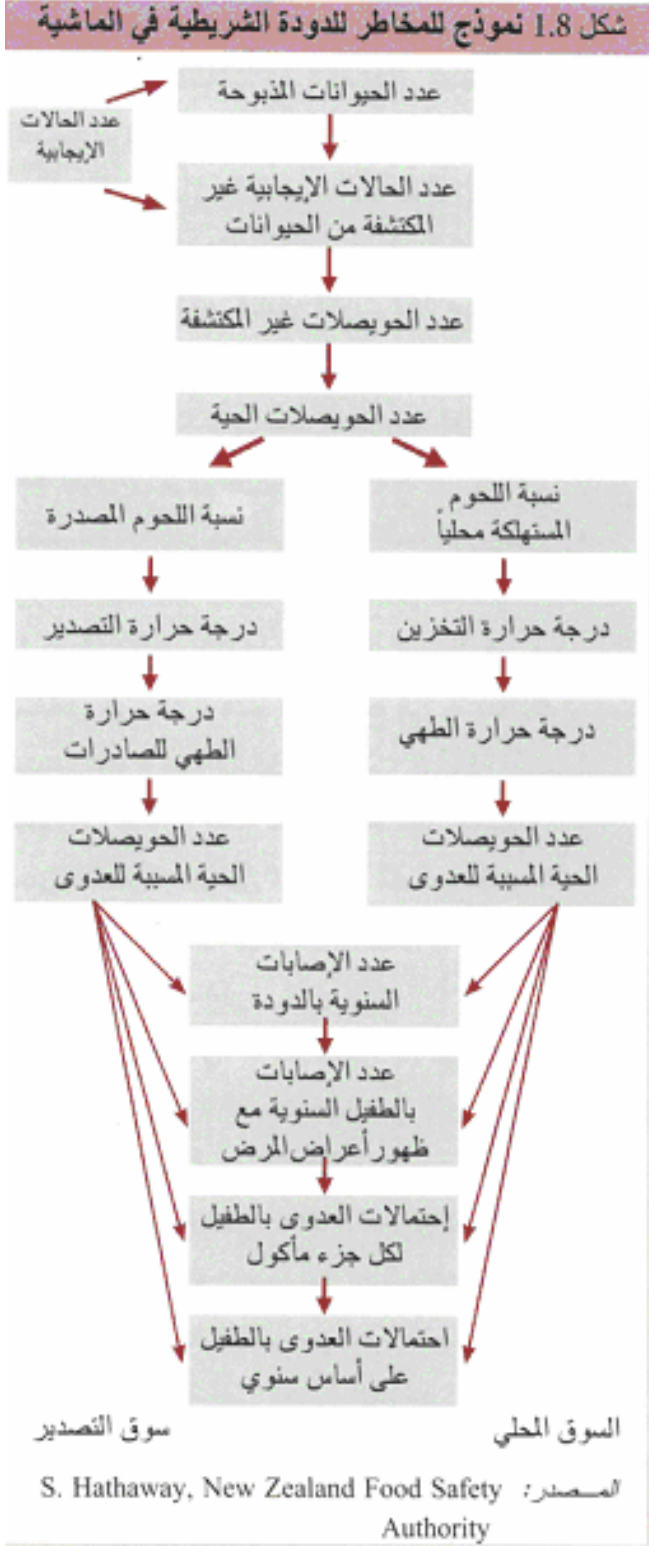 شكل 1.8 نموذج للمخاطر للدودة الشريطية في الماشية
عدد الحيوانات المذبوحة
عدد الحالات
الإيجابية
عدد الحالات الإيجابية غير
المكتشفة من الحيوانات
عدد الحويصلات غير المكتشفة
عدد الحويصلات الحية
نسبة اللحوم
المستهلكة محلياً
نسبة اللحوم المصدرة
درجة حرارة التخزين
درجة حرارة التصدير
درجة حرارة الطهي
درجة حرارة
الطهي للصادرات
عدد الحويصلات
الحية المسببة للعدوى
عدد الحويصلات
الحية المسببة للعدوى
عدد الإصابات
السنوية بالدودة
عدد الإصابات
بالطفيل السنوية مع
ظهور أعراض المرض
إحتمالات العدوى بالطفيل
لكل جزء مأكول
احتمالات العدوى بالطفيل
على أساس سنوي
السوق المحلي
سوق التصدير
المــصدر: S. Hathaway, New Zealand Food Safety
Authority